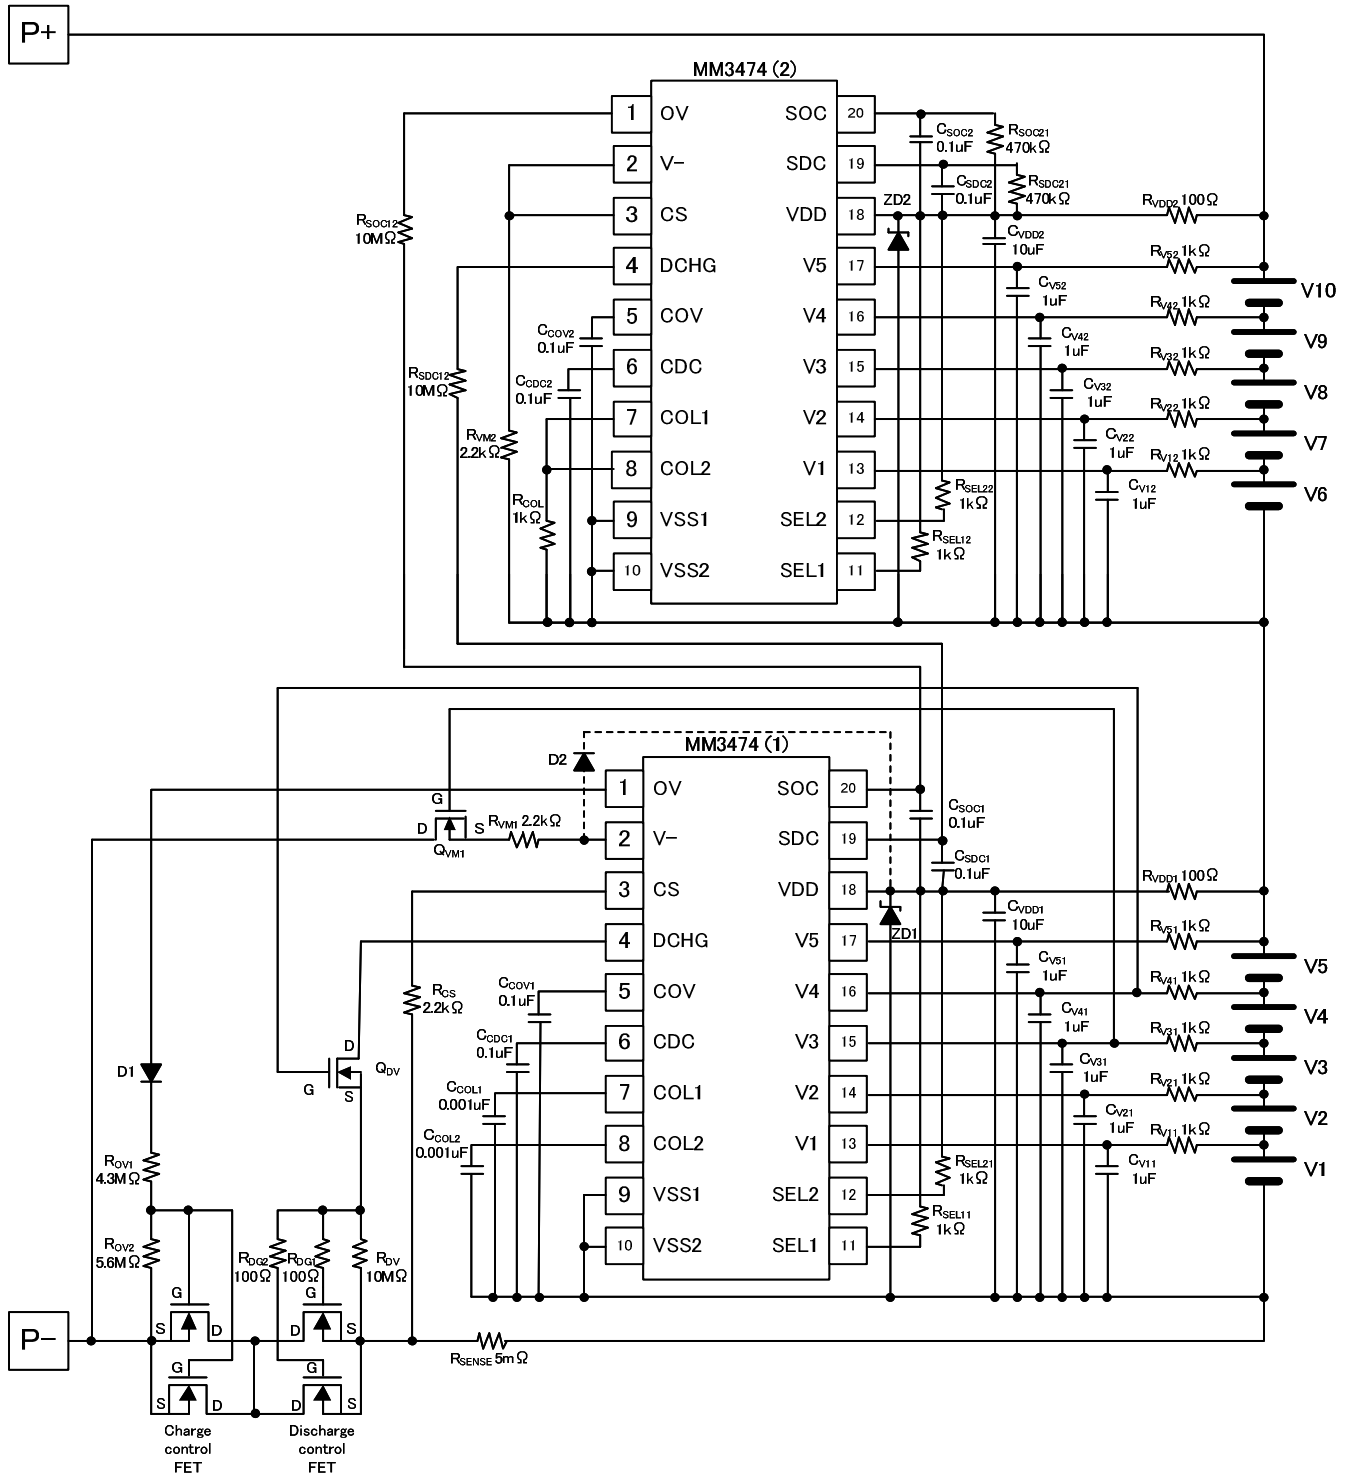 P+
MM3474 (2)
1 OV
2 V-
3 CS
4 DCHG
5 COV
6 CDC
7 COL1
8 COL2
9 VSS1
10 VSS2
SOC 20
SDC 19
VDD 18
V5 17
V4 16
V3 15
V2 14
V1 13
SEL2 12
SEL1 11
RSOC12
10MΩ
RSDC12
10MΩ
RVM2
2.2kΩ
CCOV2
0.1uF
CCDC2
0.1uF
RCOL
1kΩ
ZD2
CSOC2
0.1uF
RSOC21
470kΩ
CSDC2
0.1uF
RSDC21
470kΩ
CVDD2
10uF
CV52
1uF
CV42
1uF
CV32
1uF
CV22
1uF
CV12
1uF
RSEL22
1kΩ
RSEL12
1kΩ
RVDD2 100Ω
RV52 1kΩ
RV42 1kΩ
RV32 1kΩ
RV22 1kΩ
RV12 1kΩ
V10
V9
V8
V7
V6
MM3474 (1)
D2
1 OV
2 V-
3 CS
4 DCHG
5 COV
6 CDC
7 COL1
8 COL2
9 VSS1
10 VSS2
SOC 20
SDC 19
VDD 18
V5 17
V4 16
V3 15
V2 14
V1 13
SEL2 12
SEL1 11
G
D
S
QVM1
RVM1 2.2kΩ
RCS
2.2kΩ
CCOV1
0.1uF
CCDC1
0.1uF
CCOL1
0.001uF
CCOL2
0.001uF
D
QDV
G
S
D1
ROV1
4.3MΩ
ROV2
5.6MΩ
RDG2
100Ω
RDG1
100Ω
RDV
10MΩ
CSOC1
0.1uF
CSDC1
0.1uF
ZD1
CVDD1
10uF
CV51
1uF
CV41
1uF
CV31
1uF
CV21
1uF
CV11
1uF
RSEL21
1kΩ
RSEL11
1kΩ
RVDD1 100Ω
RV51 1kΩ
RV41 1kΩ
RV31 1kΩ
RV21 1kΩ
RV11 1kΩ
V5
V4
V3
V2
V1
P-
G
S
D
G
D
S
G
S
D
G
D
S
RSENSE 5mΩ
Charge
control
FET
Discharge
control
FET